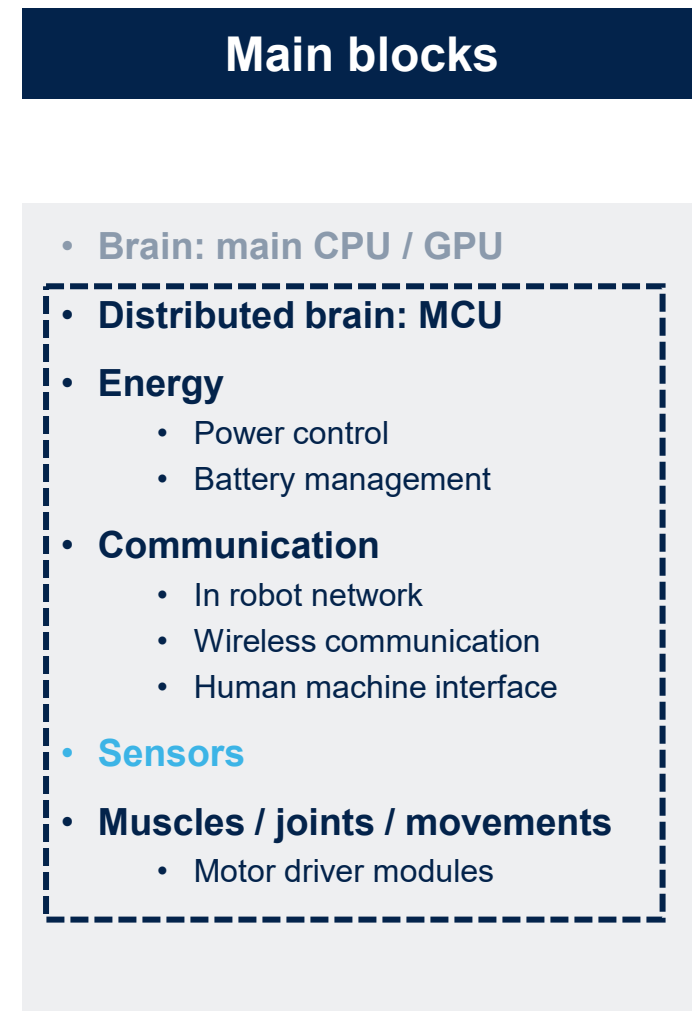 Main blocks
• Brain: main CPU / GPU
• Distributed brain: MCU
• Energy
• Power control
• Battery management
• Communication
• In robot network
• Wireless communication
• Human machine interface
• Sensors
• Muscles / joints / movements
• Motor driver modules